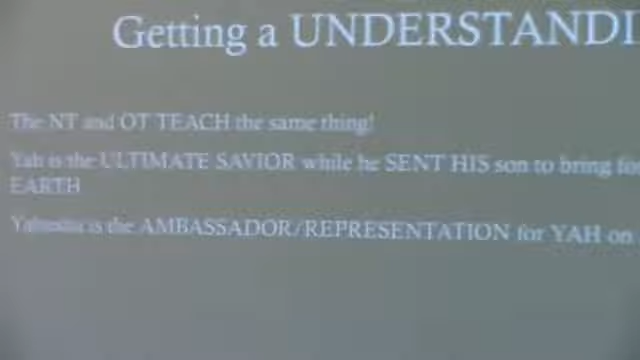 Getting a UNDERSTANDI
The NT and OT TEACH the same thing!
Yah is the ULTIMATE SAVIOR while he SENT HIS son to bring fo
EARTH
is the AMBASSADOR/REPRESENTATION for YAH on